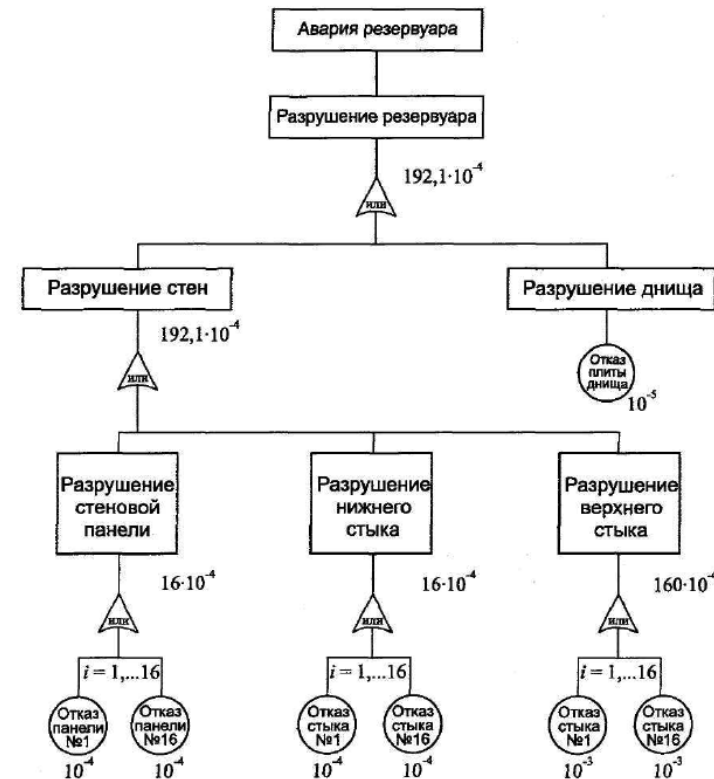 Авария резервуара
Разрушение резервуара
192,1·10⁻⁴
или
Разрушение стен
Разрушение днища
192,1·10⁻⁴
или
Отказ
плиты
днища
10⁻⁵
Разрушение
стеновой
панели
Разрушение
нижнего
стыка
Разрушение
верхнего
стыка
16·10⁻⁴
16·10⁻⁴
160·10⁻⁴
или
или
или
i = 1,...16
i = 1,...16
i = 1,...16
Отказ
панели
№1
Отказ
панели
№16
Отказ
стыка
№1
Отказ
стыка
№16
Отказ
стыка
№1
Отказ
стыка
№16
10⁻⁴
10⁻⁴
10⁻⁴
10⁻⁴
10⁻³
10⁻³